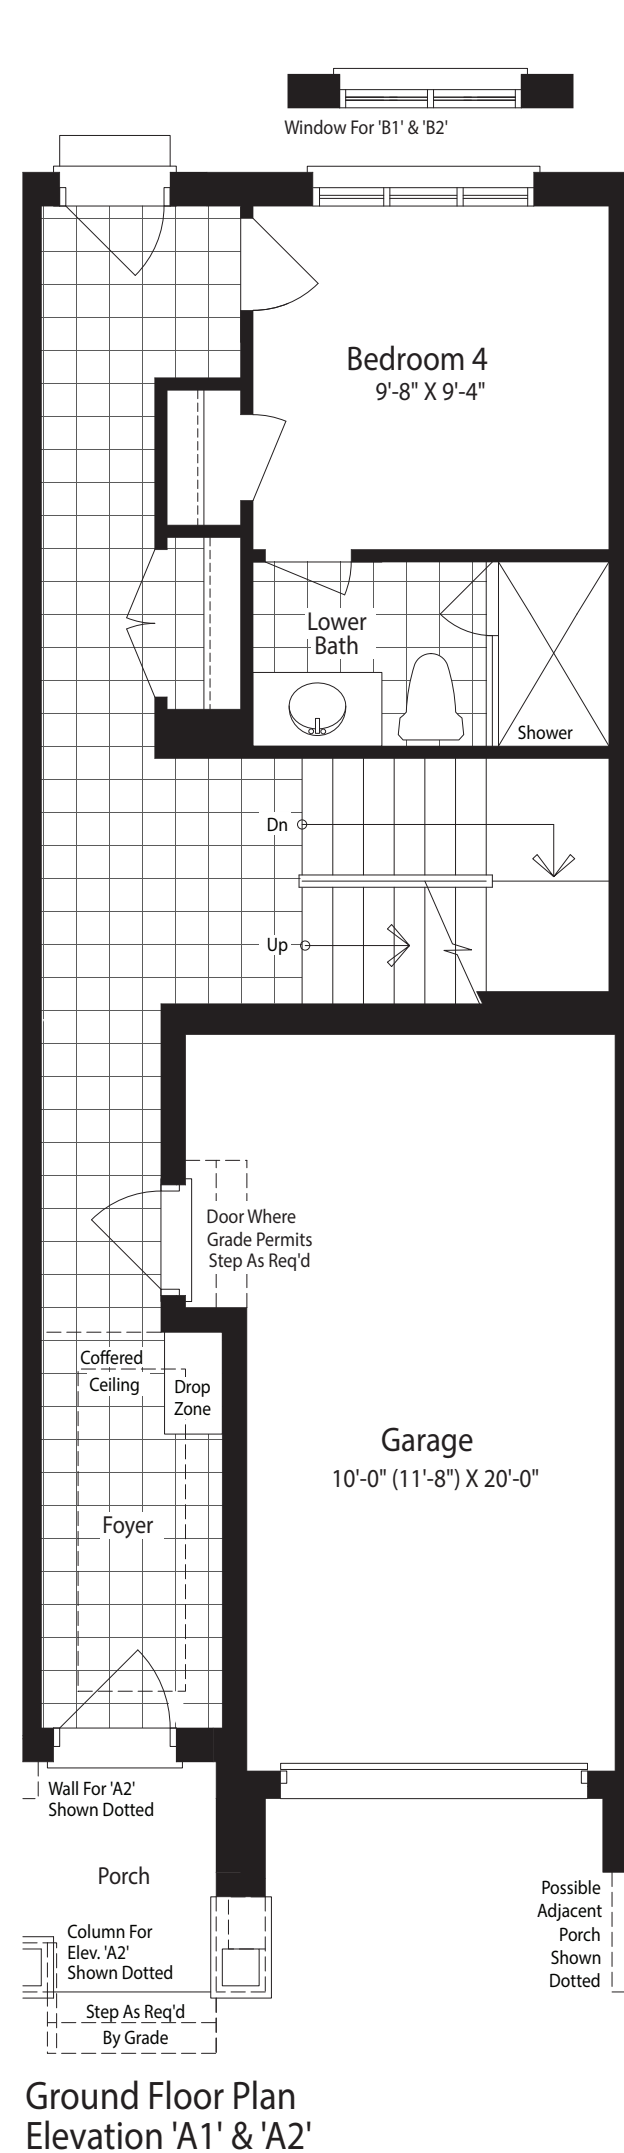 Window For 'B1' & 'B2'
Bedroom 4
9'-8" X 9'-4"
Lower
Bath
Shower
Dn
Up
Door Where
Grade Permits
Step As Req'd
Coffered
Ceiling
Drop
Zone
Garage
10'-0" (11'-8") X 20'-0"
Foyer
Wall For 'A2'
Shown Dotted
Porch
Possible
Adjacent
Porch
Shown
Dotted
Column For
Elev. 'A2'
Shown Dotted
Step As Req'd
By Grade
Ground Floor Plan
Elevation 'A1' & 'A2'